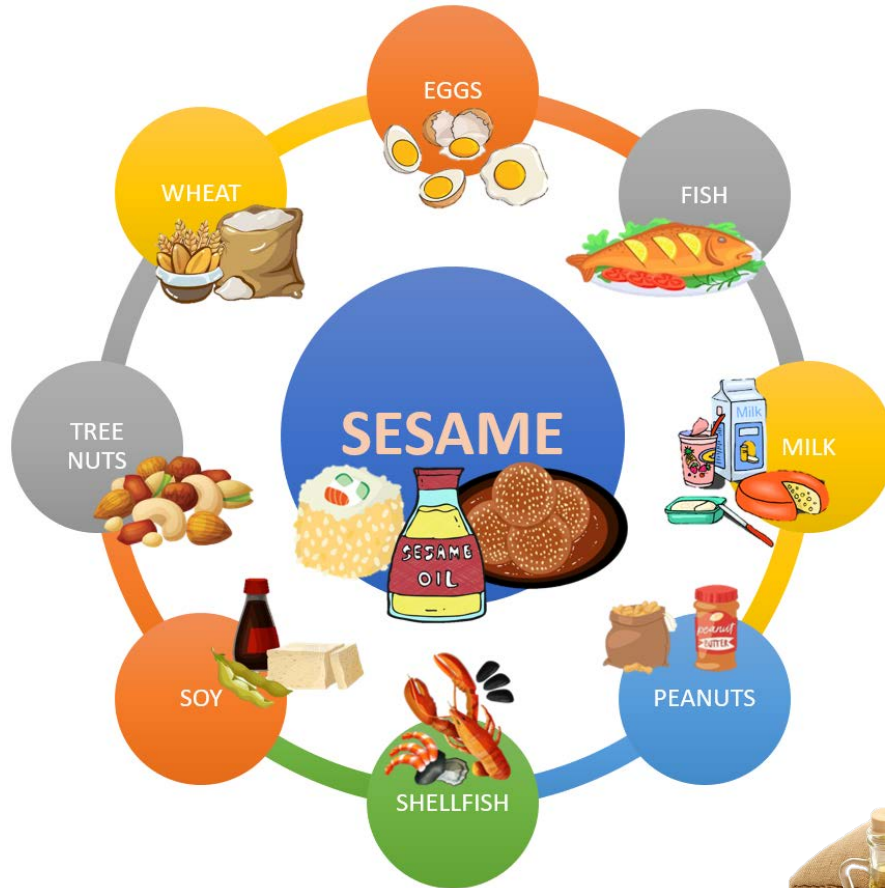 EGGS
WHEAT
FISH
SESAME
TREE
NUTS
MILK
Milk
SESAME
OIL
peanut
BUTTER
SOY
PEANUTS
SHELLFISH